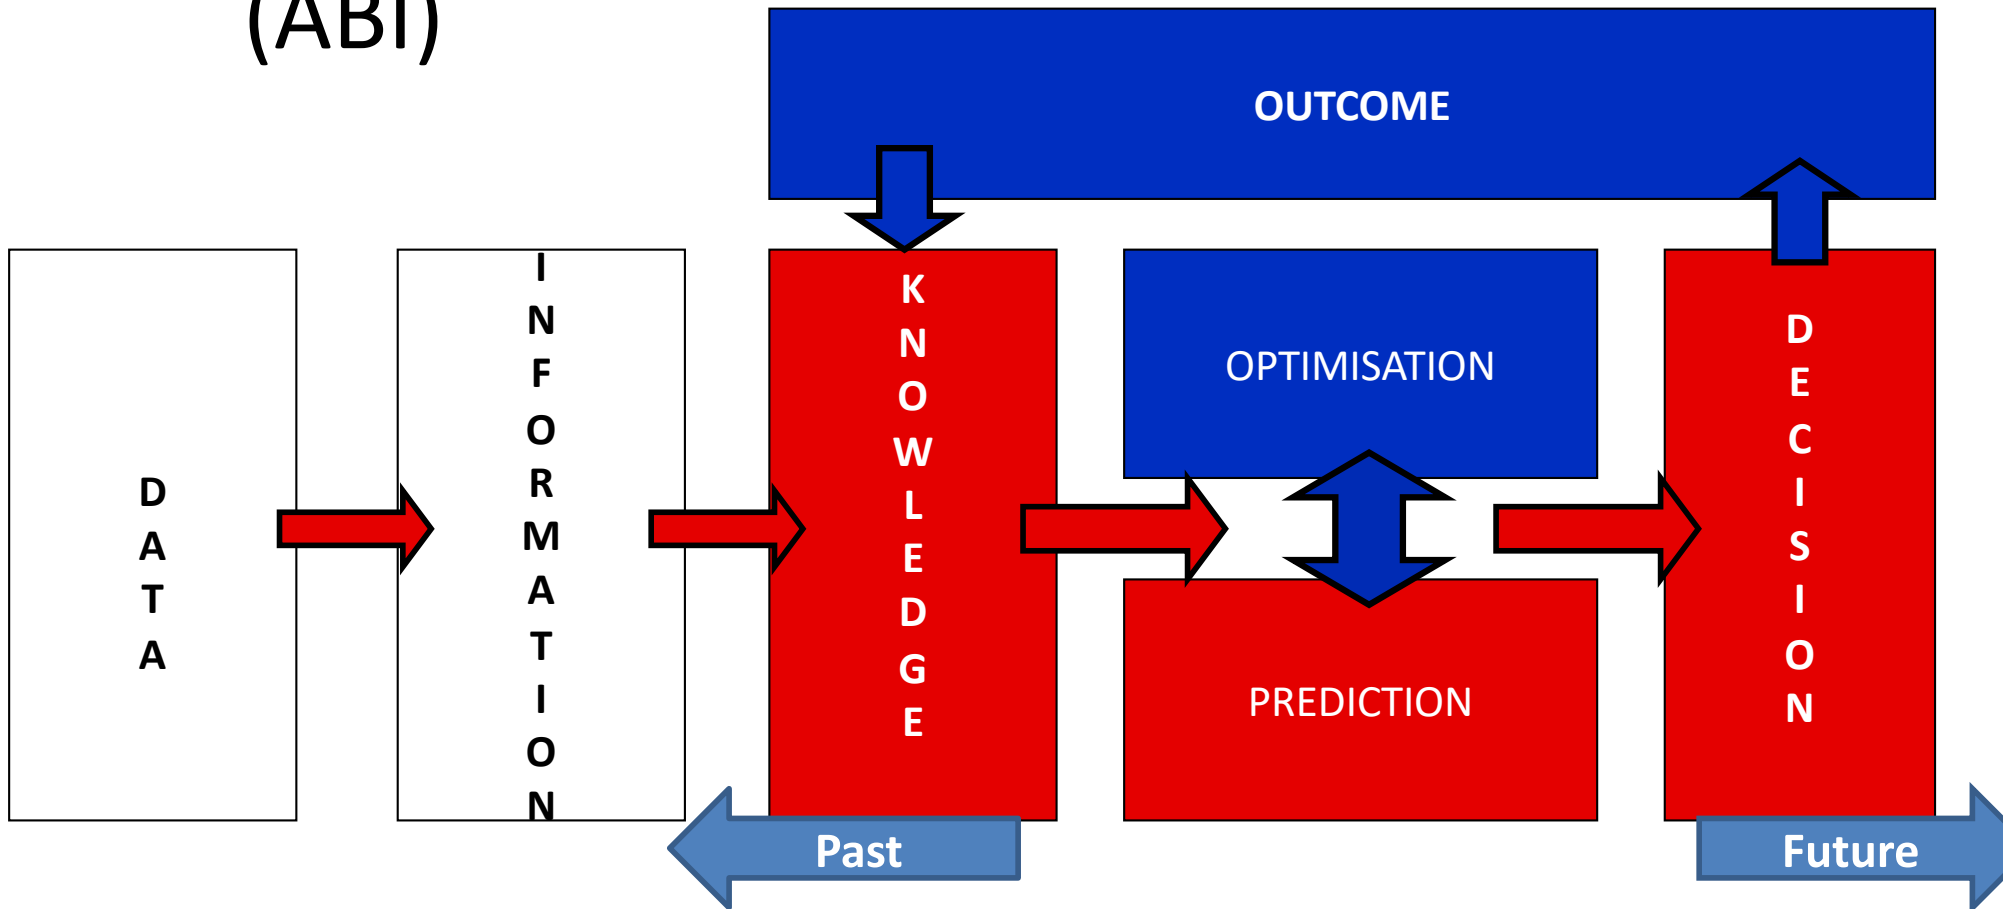 (ABI)
OUTCOME
DATA
INFORMATION
KNOWLEDGE
OPTIMISATION
PREDICTION
DECISION
Past
Future